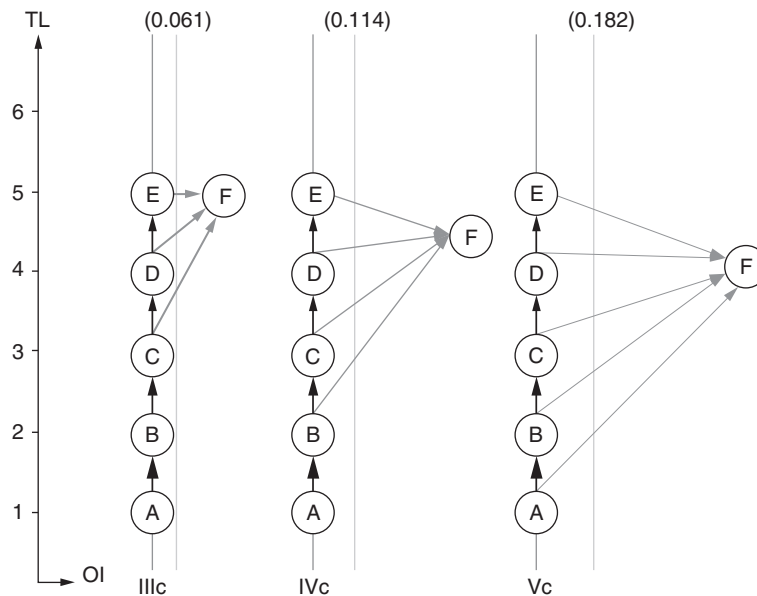 TL (0.061) (0.114) (0.182)
6
5 E F E E
F
F
4 D D D
3 C C C
2 B B B
1 A A A
OI
IIIc IVc Vc